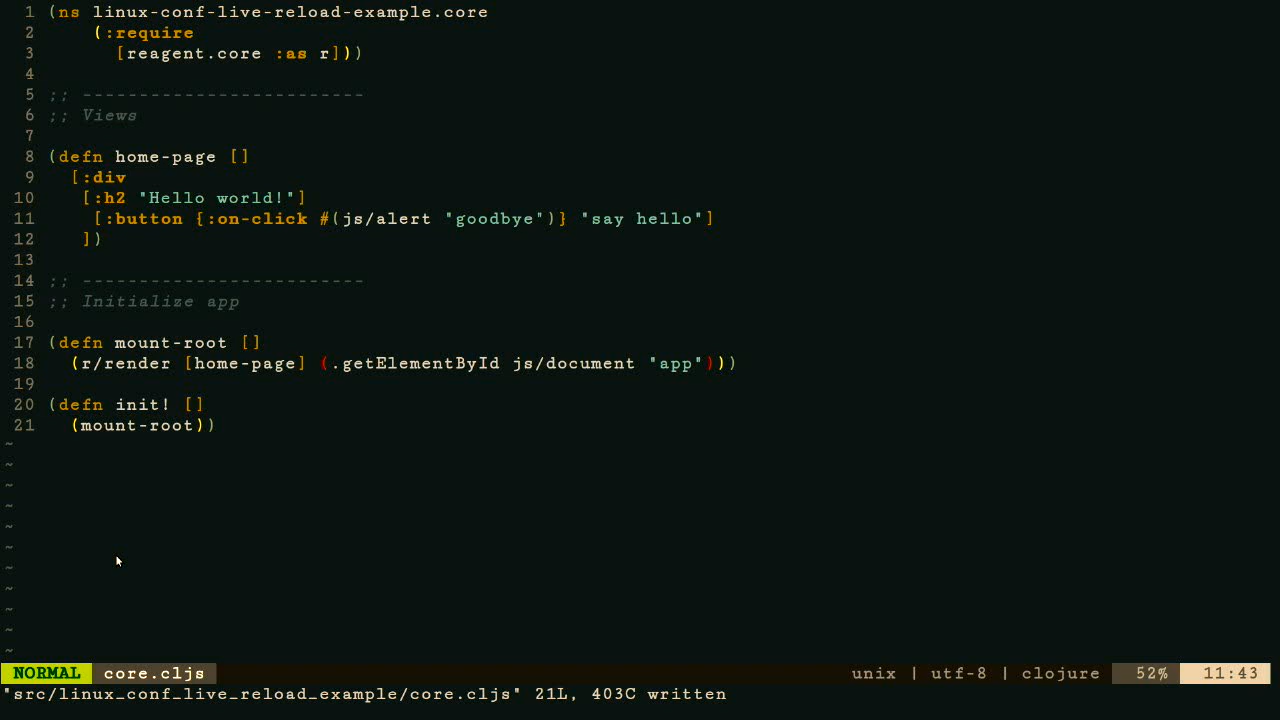 1 (ns linux-conf-live-reload-example.core
2     (:require
3       [reagent.core :as r]))
4
5 ;; -------------------------
6 ;; Views
7
8 (defn home-page []
9   [:div
10    [:h2 "Hello world!"]
11     [:button {:on-click #(js/alert "goodbye")} "say hello"]
12    ])
13
14 ;; -------------------------
15 ;; Initialize app
16
17 (defn mount-root []
18   (r/render [home-page] (.getElementById js/document "app")))
19
20 (defn init! []
21   (mount-root))
~
~
~
~
~
~
~
~
~
~
~
NORMAL core.cljs unix | utf-8 | clojure 52% 11:43
"src/linux_conf_live_reload_example/core.cljs" 21L, 403C written